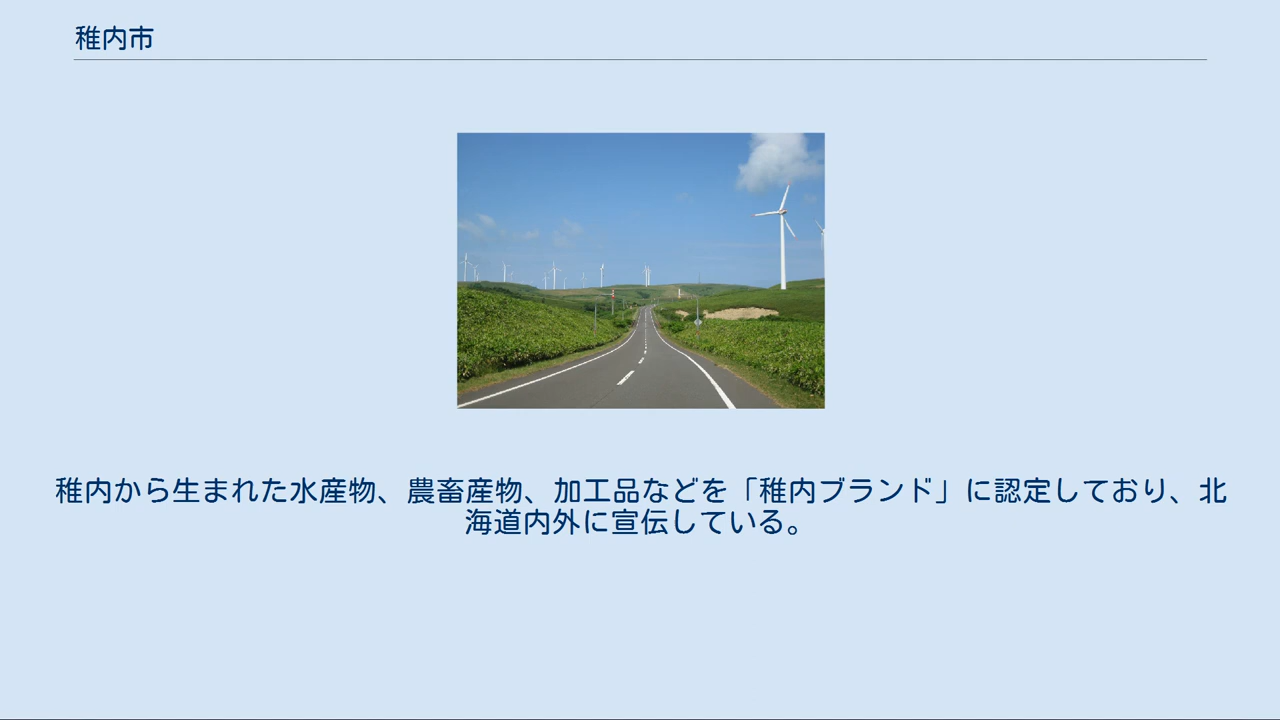 稚内市
稚内から生まれた水産物、農畜産物、加工品などを「稚内ブランド」に認定しており、北
海道内外に宣伝している。